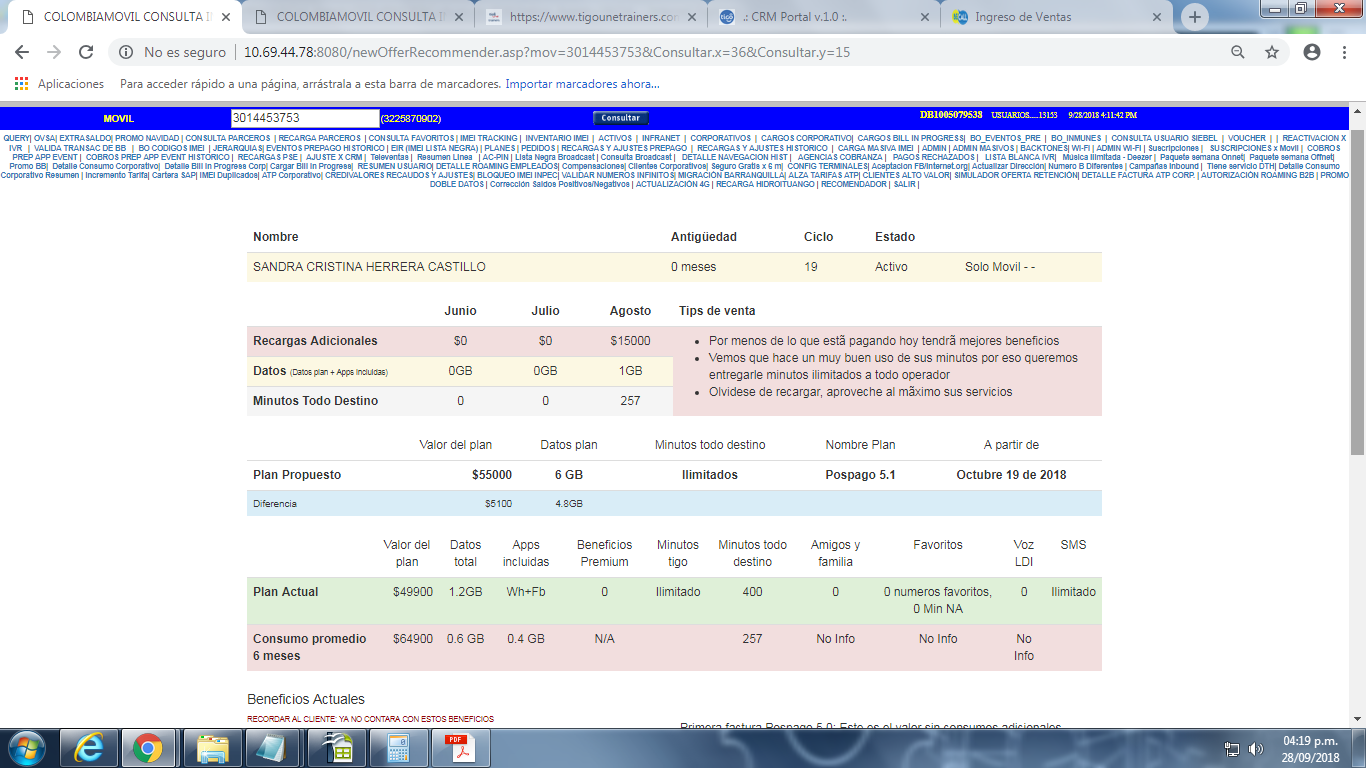 COLOMBIAMOVIL CONSULTA I
COLOMBIAMOVIL CONSULTA I
https://www.tigounetrainers.con
.: CRM Portal v.1.0 :.
Ingreso de Ventas
No es seguro | 10.69.44.78:8080/newOfferRecommender.asp?mov=3014453753&Consultar.x=36&Consultar.y=15
Aplicaciones Para acceder rápido a una página, arrástrala a esta barra de marcadores. Importar marcadores ahora...
MOVIL 3014453753 (3225870902) Consultar DB1005079538 USUARIOS.....13153 9/28/2018 4:11:42 PM
QUERY| OVSA| EXTRASALDO| PROMO NAVIDAD | CONSULTA PARCEROS | RECARGA PARCEROS | CONSULTA FAVORITOS | IMEI TRACKING | INVENTARIO IMEI | ACTIVOS | INFRANET | CORPORATIVOS | CARGOS CORPORATIVO| CARGOS BILL IN PROGRESS| BO_EVENTOS_PRE | BO_INMUNES | CONSULTA USUARIO SIEBEL | VOUCHER | | REACTIVACION X
IVR | VALIDA TRANSAC DE BB | BO CODIGOS IMEI | JERARQUIAS| EVENTOS PREPAGO HISTORICO | EIR (IMEI LISTA NEGRA) | PLANES | PEDIDOS | RECARGAS Y AJUSTES PREPAGO | RECARGAS Y AJUSTES HISTORICO | CARGA MASIVA IMEI | ADMIN | ADMIN MASIVOS | BACKTONES| WI-FI | ADMIN WI-FI | Suscripciones | SUSCRIPCIONES x Movil | COBROS
PREP APP EVENT | COBROS PREP APP EVENT HISTORICO | RECARGAS PSE | AJUSTE X CRM | Televentas | Resumen Linea | AC-PIN | Lista Negra Broadcast | Consulta Broadcast | DETALLE NAVEGACION HIST | AGENCIAS COBRANZA | PAGOS RECHAZADOS | LISTA BLANCA IVR| Música Ilimitada - Deezer | Paquete semana Onnet| Paquete semana Offnet|
Promo BB| Detalle Consumo Corporativo| Detalle Bill in Progress Corp| Cargar Bill in Progress| RESUMEN USUARIO| DETALLE ROAMING EMPLEADOS| Compensaciones| Clientes Corporativos| Seguro Gratis x 6 m| CONFIG TERMINALES| Aceptacion FB/Internet.org| Actualizar Dirección| Numero B Diferentes | Campañas Inbound | Tiene servicio DTH| Detalle Consumo
Corporativo Resumen | Incremento Tarifa| Cartera SAP| IMEI Duplicados| ATP Corporativo| CREDIVALORES RECAUDOS Y AJUSTES| BLOQUEO IMEI INPEC| VALIDAR NUMEROS INFINITOS| MIGRACIÓN BARRANQUILLA| ALZA TARIFAS ATP| CLIENTES ALTO VALOR| SIMULADOR OFERTA RETENCIÓN| DETALLE FACTURA ATP CORP. | AUTORIZACIÓN ROAMING B2B | PROMO
DOBLE DATOS | Corrección Saldos Positivos/Negativos | ACTUALIZACIÓN 4G | RECARGA HIDROITUANGO | RECOMENDADOR | SALIR |
Nombre Antigüedad Ciclo Estado
SANDRA CRISTINA HERRERA CASTILLO 0 meses 19 Activo Solo Movil - -
Junio Julio Agosto Tips de venta
Recargas Adicionales $0 $0 $15000
Datos (Datos plan + Apps Incluidas) 0GB 0GB 1GB
Minutos Todo Destino 0 0 257
Por menos de lo que estã pagando hoy tendrã mejores beneficios
Vemos que hace un muy buen uso de sus minutos por eso queremos
entregarle minutos ilimitados a todo operador
Olvidese de recargar, aproveche al mãximo sus servicios
Valor del plan Datos plan Minutos todo destino Nombre Plan A partir de
Plan Propuesto $55000 6 GB Ilimitados Pospago 5.1 Octubre 19 de 2018
Diferencia $5100 4.8GB
Valor del Datos Apps Beneficios Minutos Minutos todo Amigos y Favoritos Voz SMS
plan total incluidas Premium tigo destino familia LDI
Plan Actual $49900 1.2GB Wh+Fb 0 Ilimitado 400 0 0 numeros favoritos, 0 Ilimitado
0 Min NA
Consumo promedio $64900 0.6 GB 0.4 GB N/A 257 No Info No Info No
6 meses Info
Beneficios Actuales
RECORDAR AL CLIENTE: YA NO CONTARA CON ESTOS BENEFICIOS
Primera factura Pospago 5.0: Este es el valor sin consumos adicionales
PDF
04:19 p.m.
28/09/2018